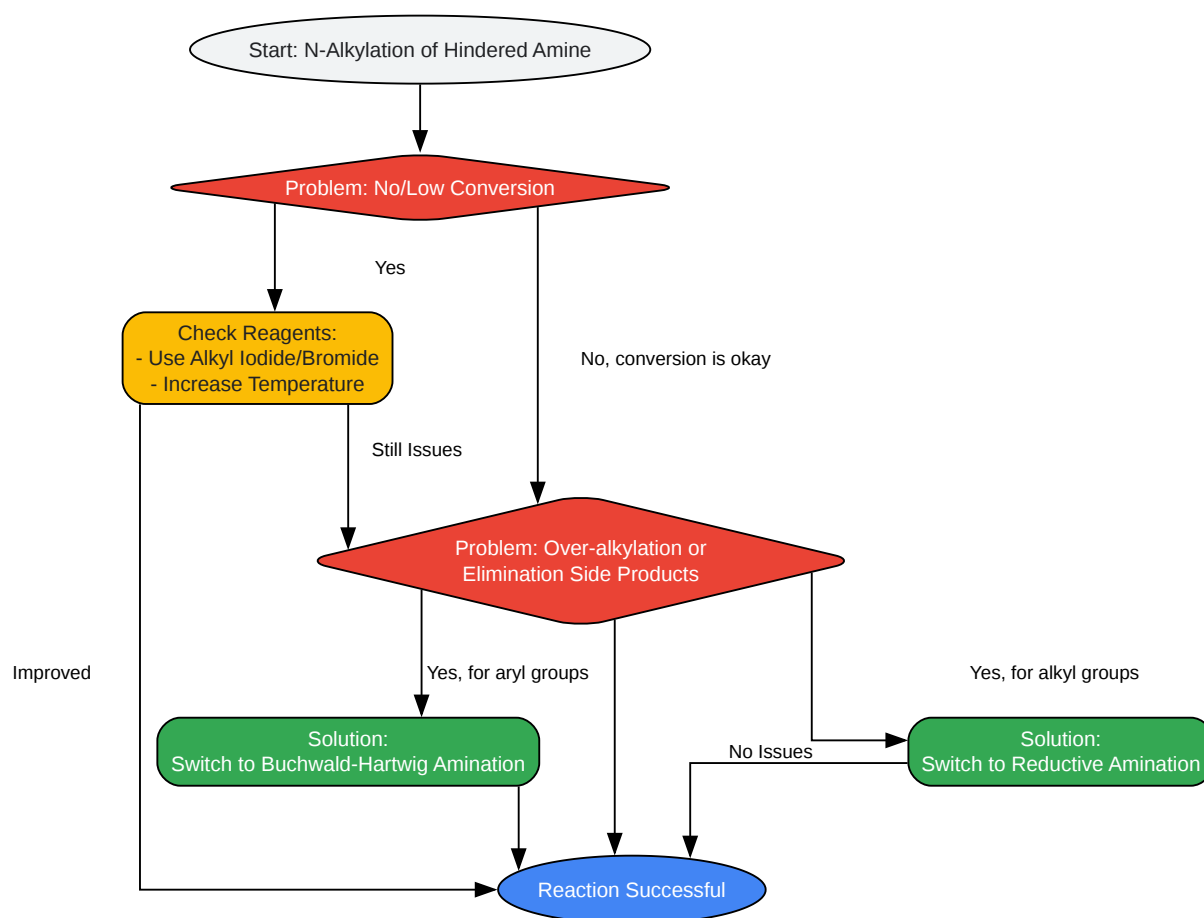 Start: N-Alkylation of Hindered Amine
Problem: No/Low Conversion
Yes
Check Reagents:
- Use Alkyl Iodide/Bromide
- Increase Temperature
No, conversion is okay
Still Issues
Problem: Over-alkylation or
Elimination Side Products
Improved
Yes, for aryl groups
Yes, for alkyl groups
Solution:
Switch to Buchwald-Hartwig Amination
No Issues
Solution:
Switch to Reductive Amination
Reaction Successful